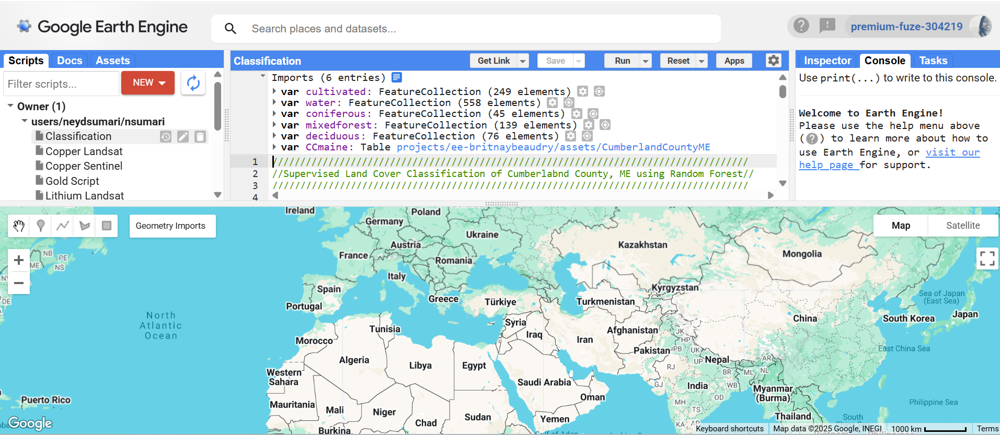 Google Earth Engine
Search places and datasets...
premium-fuze-304219
Scripts
Docs
Assets
Filter scripts...
NEW
Owner (1)
users/neydsumari/nsumari
Classification
Copper Landsat
Copper Sentinel
Gold Script
Lithium Landsat
Classification
Get Link
Save
Run
Reset
Apps
Imports (6 entries)
var cultivated: FeatureCollection (249 elements)
var water: FeatureCollection (558 elements)
var coniferous: FeatureCollection (45 elements)
var mixedforest: FeatureCollection (139 elements)
var deciduous: FeatureCollection (76 elements)
var CCmaine: Table projects/ee-britnaybeaudry/assets/CumberlandCountyME
1 /////////////////////////////////////////////////////////////////////////////////////
2 //Supervised Land Cover Classification of Cumberlabnd County, ME using Random Forest//
3 /////////////////////////////////////////////////////////////////////////////////////
4
Inspector
Console
Tasks
Use print(...) to write to this console.
Welcome to Earth Engine!
Please use the help menu above
(?) to learn more about how to
use Earth Engine, or visit our
help page for support.
Geometry Imports
Map
Satellite
+
−
Ireland
Poland
Germany
Ukraine
Austria
Kazakhstan
Mongolia
France
Romania
NB
PE
ME
NS
NY
Italy
Spain
Kyrgyzstan
Sea of Japan
(East Sea)
Portugal
Greece
Türkiye
Turkmenistan
DE
North
Atlantic
Ocean
China
South Korea
Japan
Syria
Tunisia
Iraq
Afghanistan
JK
Morocco
Iran
HP
Pakistan
PB
UK
East China Sea
Algeria
Libya
Egypt
UP
Nepal
AR
RJ
Western
Sahara
BR
ML
NL
Saudi Arabia
GJ
India
WB
Myanmar
(Burma)
Puerto Rico
Oman
OD
Mauritania
Mali
Niger
MH
TS
Philippine Sea
Chad
Sudan
Yemen
Thailand
South
Burkina
KA
AP
Gulf of Aden
Vietnam
Philippines
Google
Keyboard shortcuts
Map data ©2025 Google, INEGI
1000 km
Terms